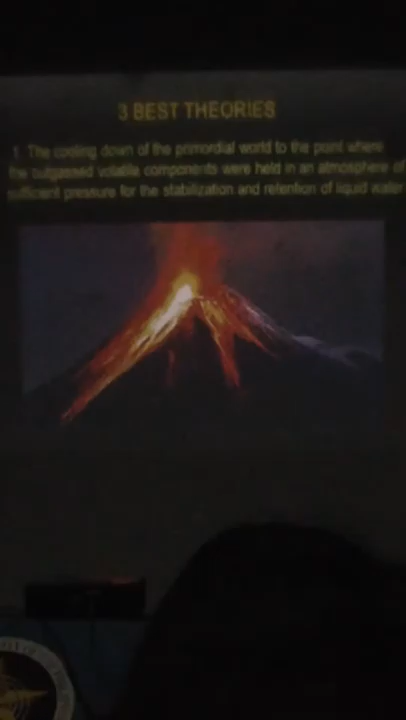 3 BEST THEORIES
1. The cooling down of the primordial world to the point where
the outgassed volatile components were held in an atmosphere of
sufficient pressure for the stabilization and retention of liquid water